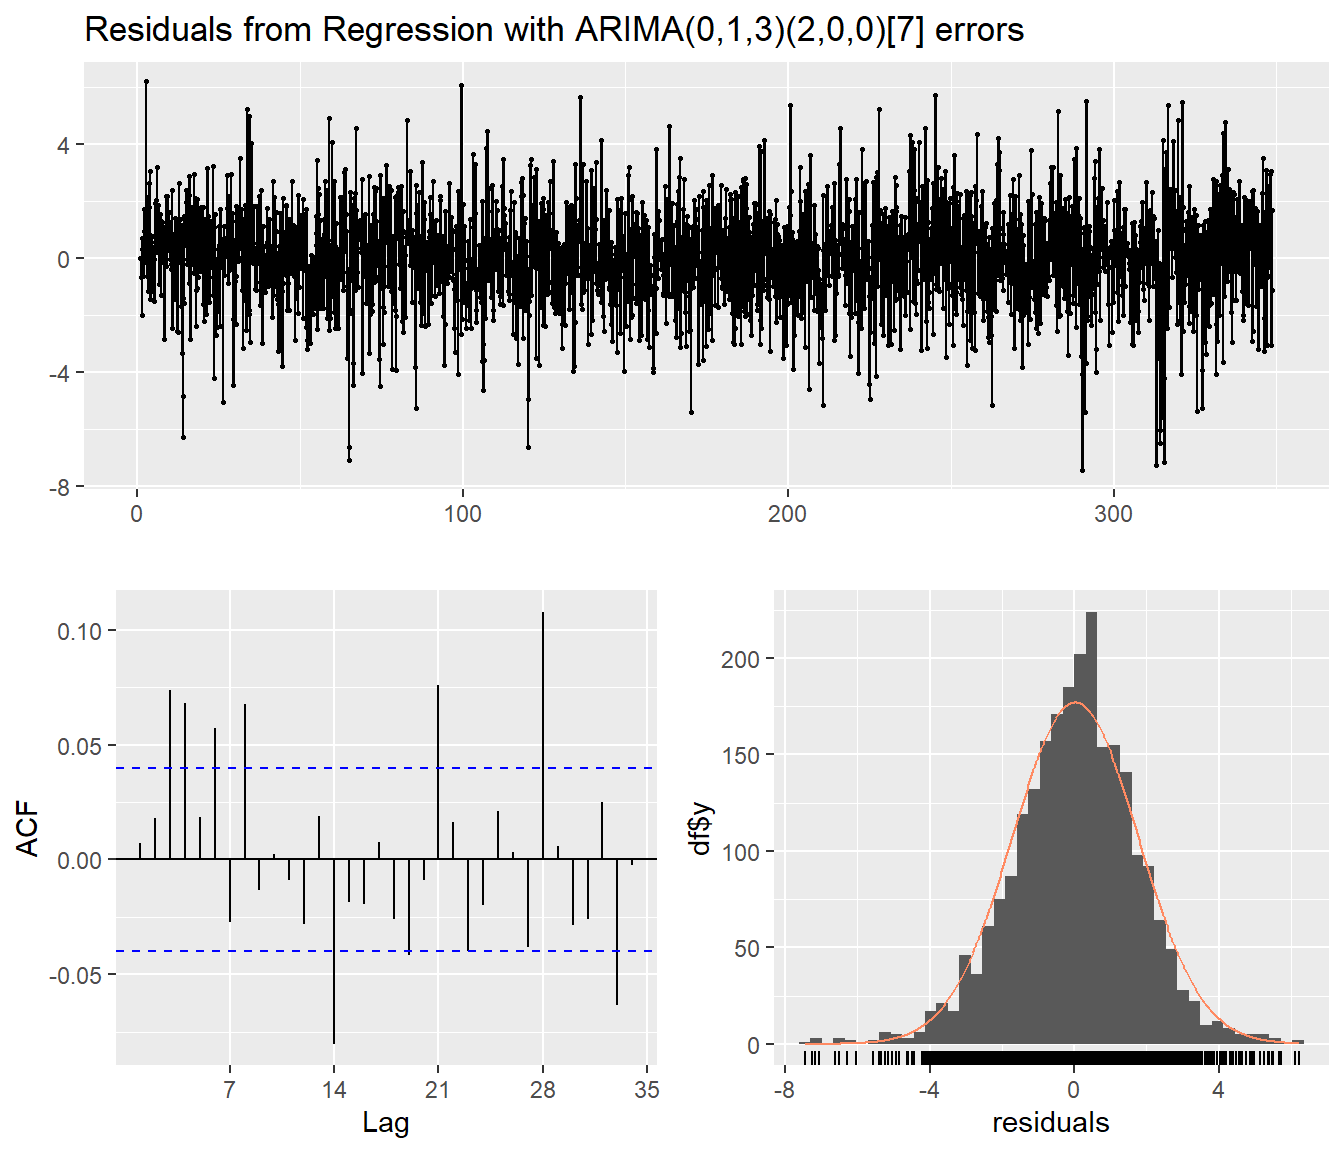 Residuals from Regression with ARIMA(0,1,3)(2,0,0)[7] errors
4
0
-4
-8
0 100 200 300
ACF
0.10
0.05
0.00
-0.05
7 14 21 28 35
Lag
df$y
200
150
100
50
0
-8 -4 0 4
residuals